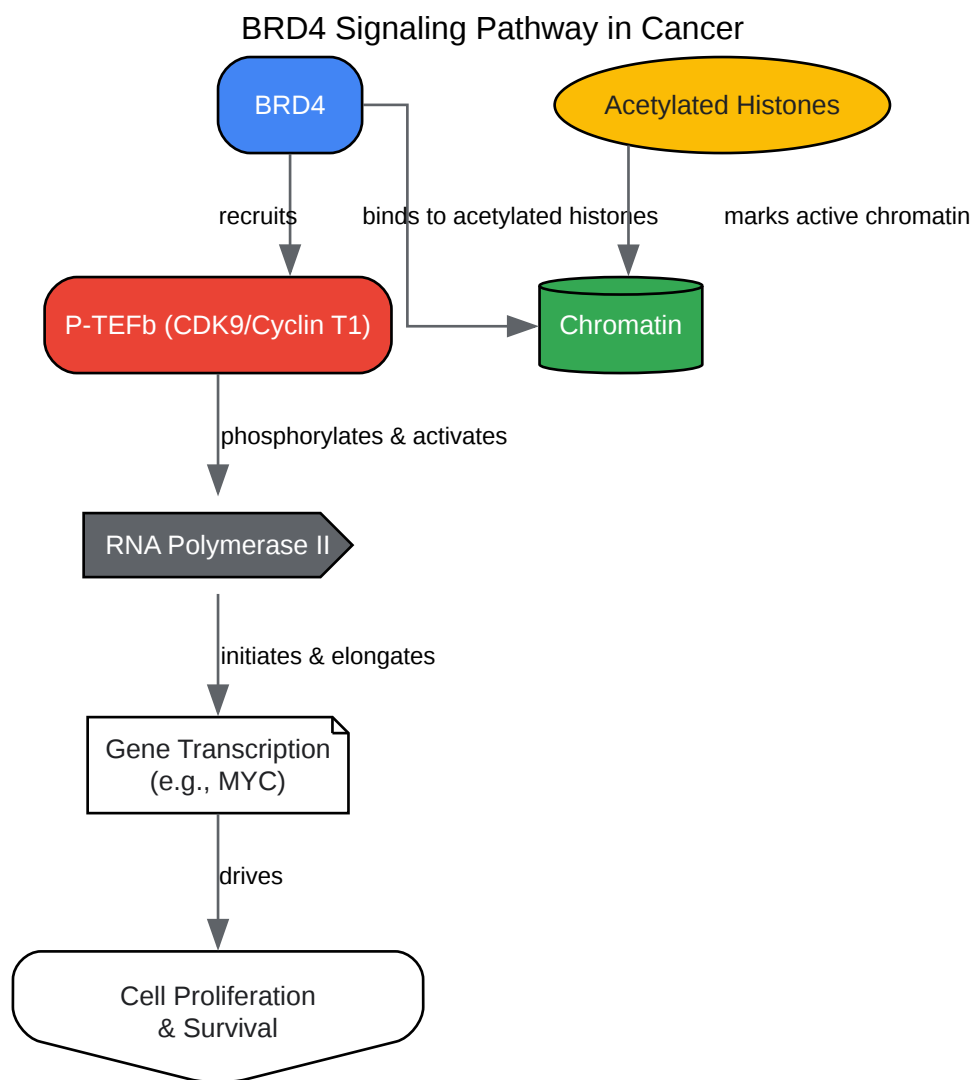 BRD4 Signaling Pathway in Cancer
BRD4
Acetylated Histones
recruits
binds to acetylated histones
marks active chromatin
P-TEFb (CDK9/Cyclin T1)
Chromatin
phosphorylates & activates
RNA Polymerase II
initiates & elongates
Gene Transcription
(e.g., MYC)
drives
Cell Proliferation
& Survival